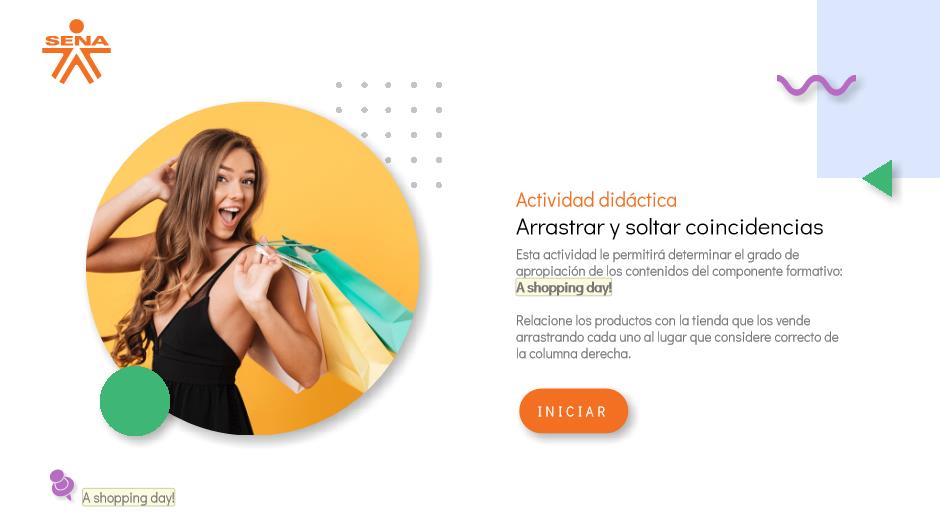 SENA
Actividad didáctica
Arrastrar y soltar coincidencias
Esta actividad le permitirá determinar el grado de
apropiación de los contenidos del componente formativo:
A shopping day!
Relacione los productos con la tienda que los vende
arrastrando cada uno al lugar que considere correcto de
la columna derecha.
INICIAR
A shopping day!